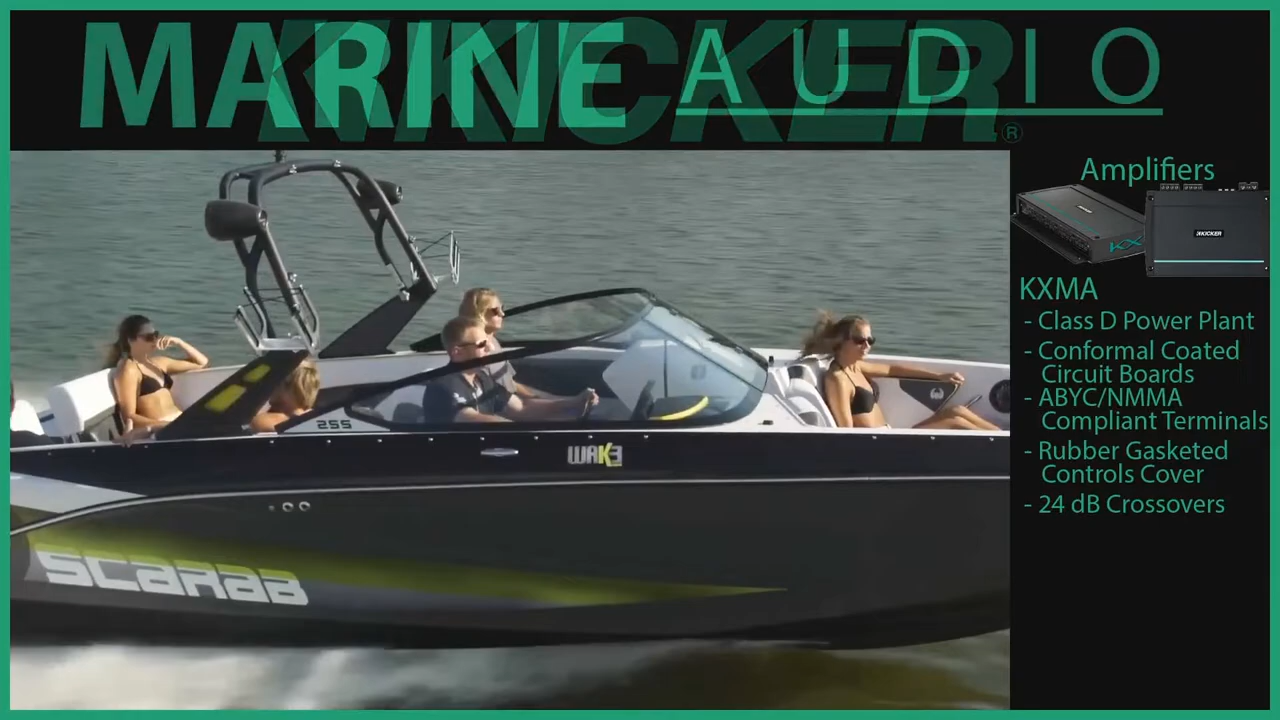 MARINE AUDIO
KICKER®
Amplifiers
KX
KICKER
KXMA
- Class D Power Plant
- Conformal Coated
Circuit Boards
- ABYC/NMMA
Compliant Terminals
- Rubber Gasketed
Controls Cover
- 24 dB Crossovers
255
WAKE
SCARAB